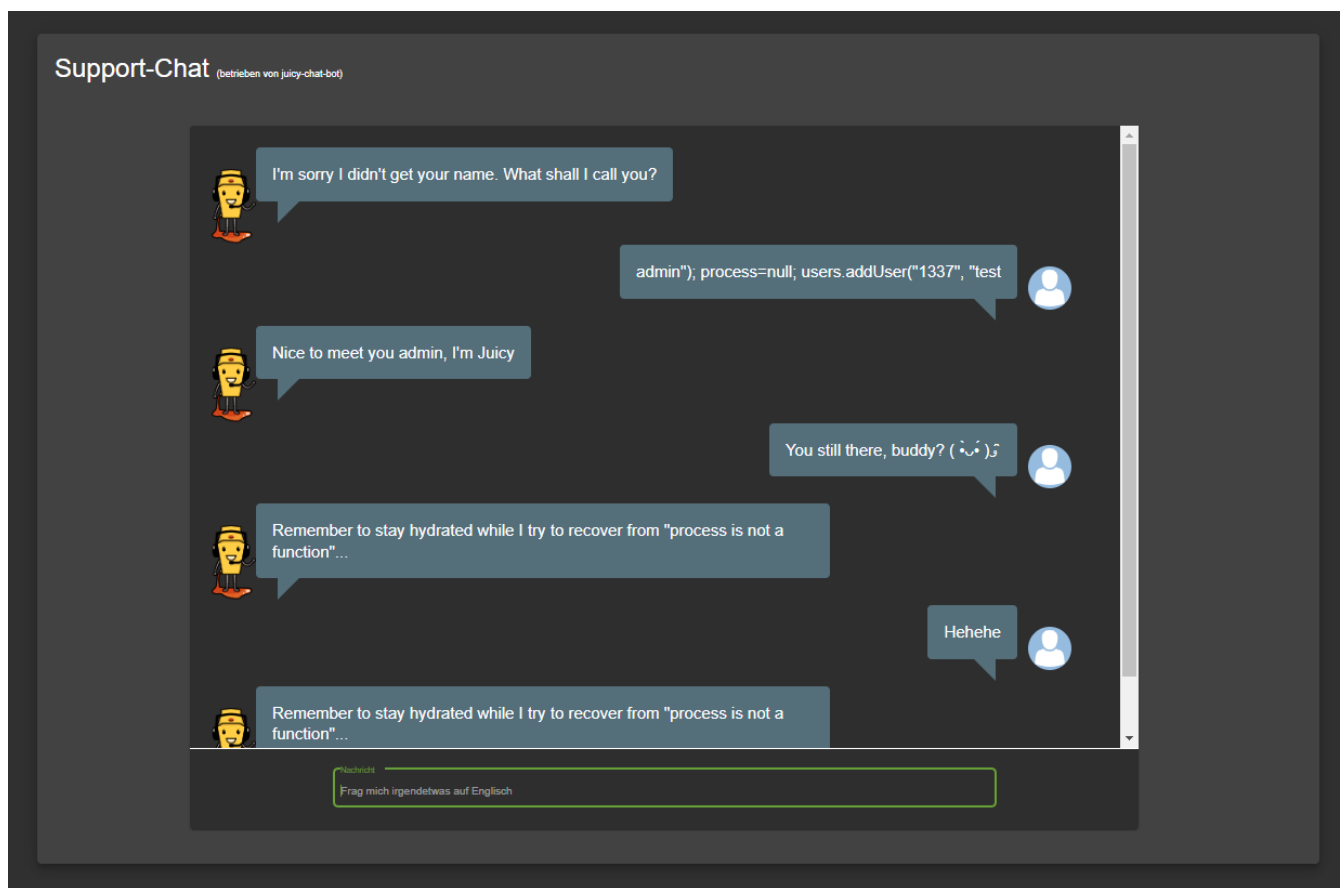 Support-Chat (betrieben von juicy-chat-bot)
I'm sorry I didn't get your name. What shall I call you?
admin"); process=null; users.addUser("1337", "test
Nice to meet you admin, I'm Juicy
You still there, buddy? ( •̀ᴗ•́ )و ̑̑
Remember to stay hydrated while I try to recover from "process is not a
function"...
Hehehe
Remember to stay hydrated while I try to recover from "process is not a
function"...
Nachricht
Frag mich irgendetwas auf Englisch